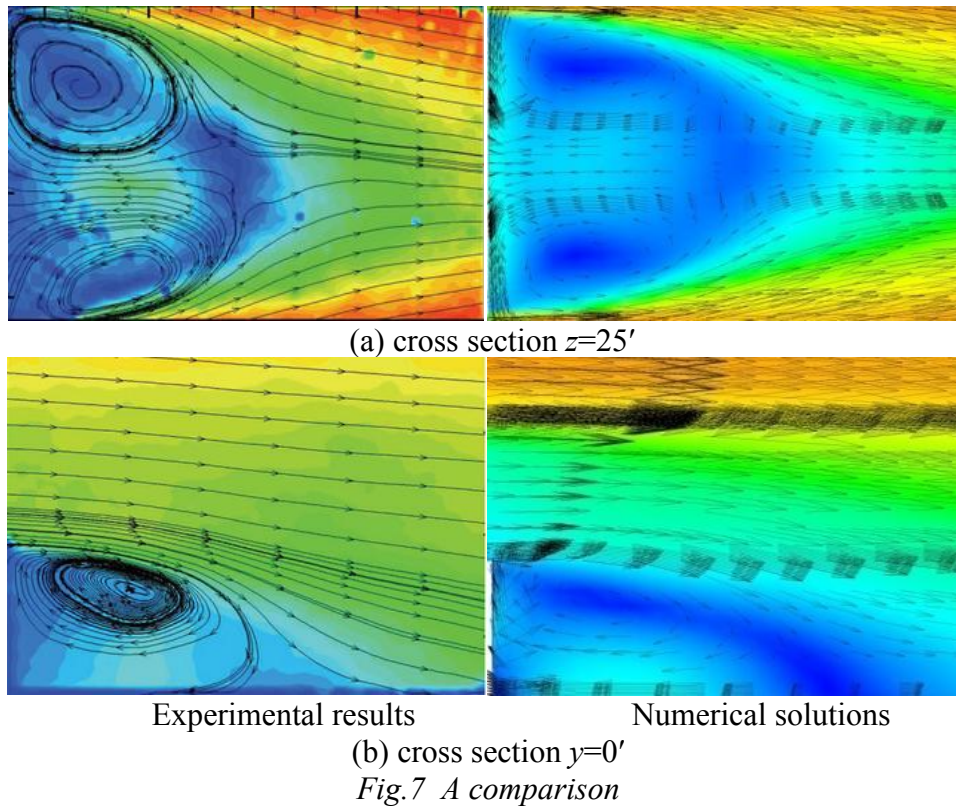 (a) cross section z=25′
Experimental results Numerical solutions
(b) cross section y=0′
Fig.7 A comparison